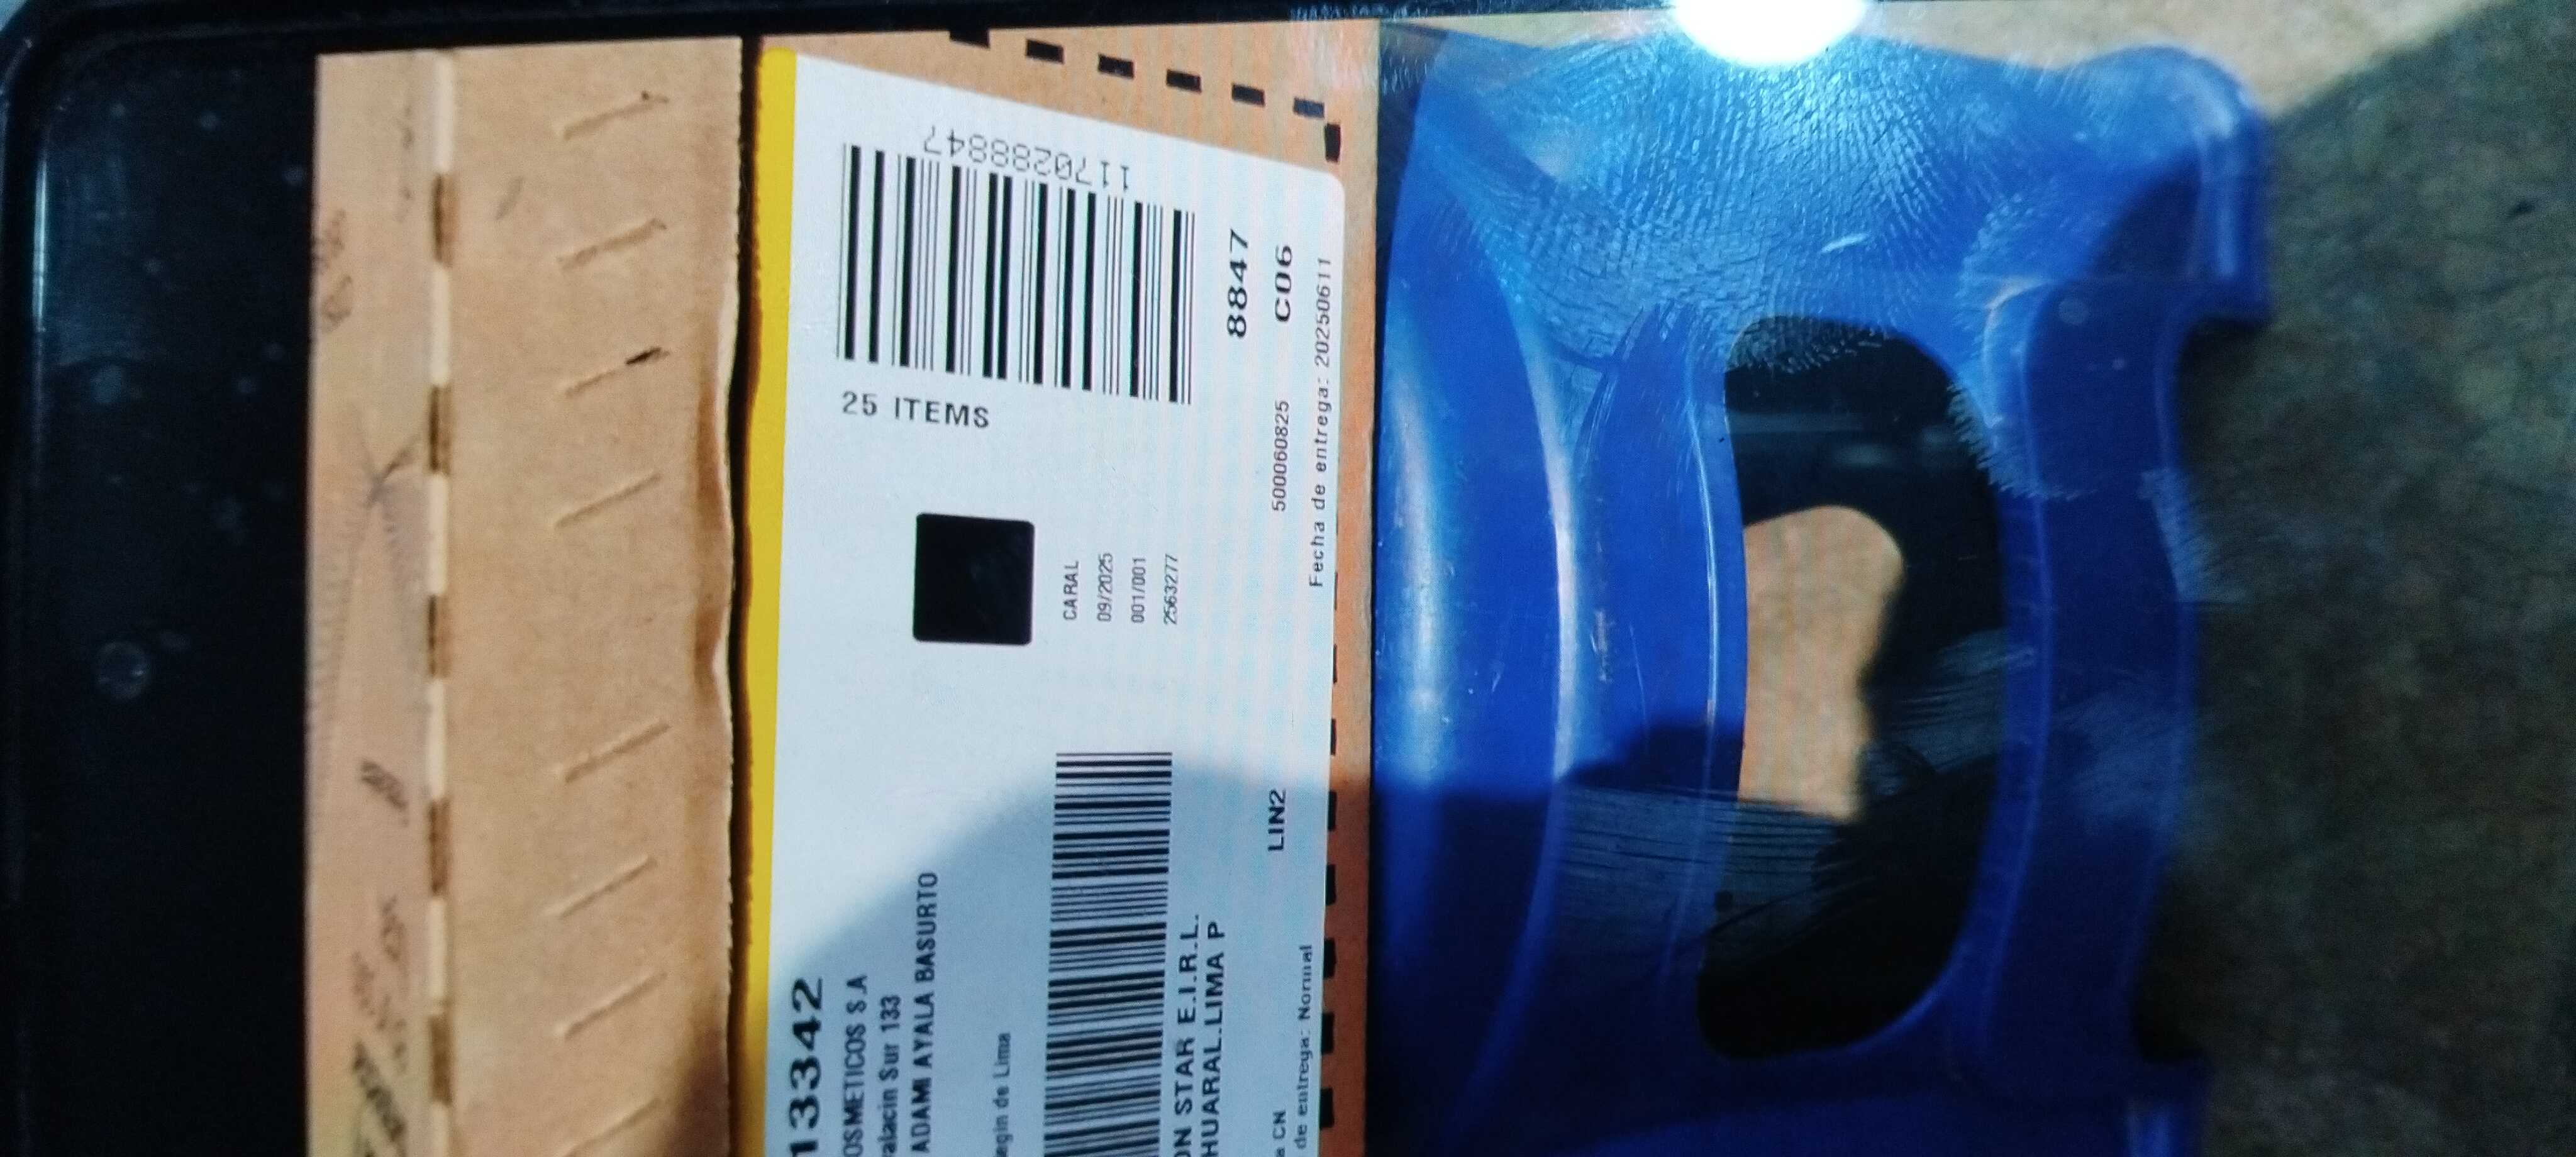 13342
OSMETICOS S.A
alacin Sur 133
ADAMI AYALA BASURTO
egin de Lima
ON STAR E.I.R.L.
HUARAL.LIMA P
LIN2
a CN
de entrega: Normal
CARAL
09/2025
001/001
2563277
25 ITEMS
1170288847
8847
500060825 C06
Fecha de entrega: 20250611